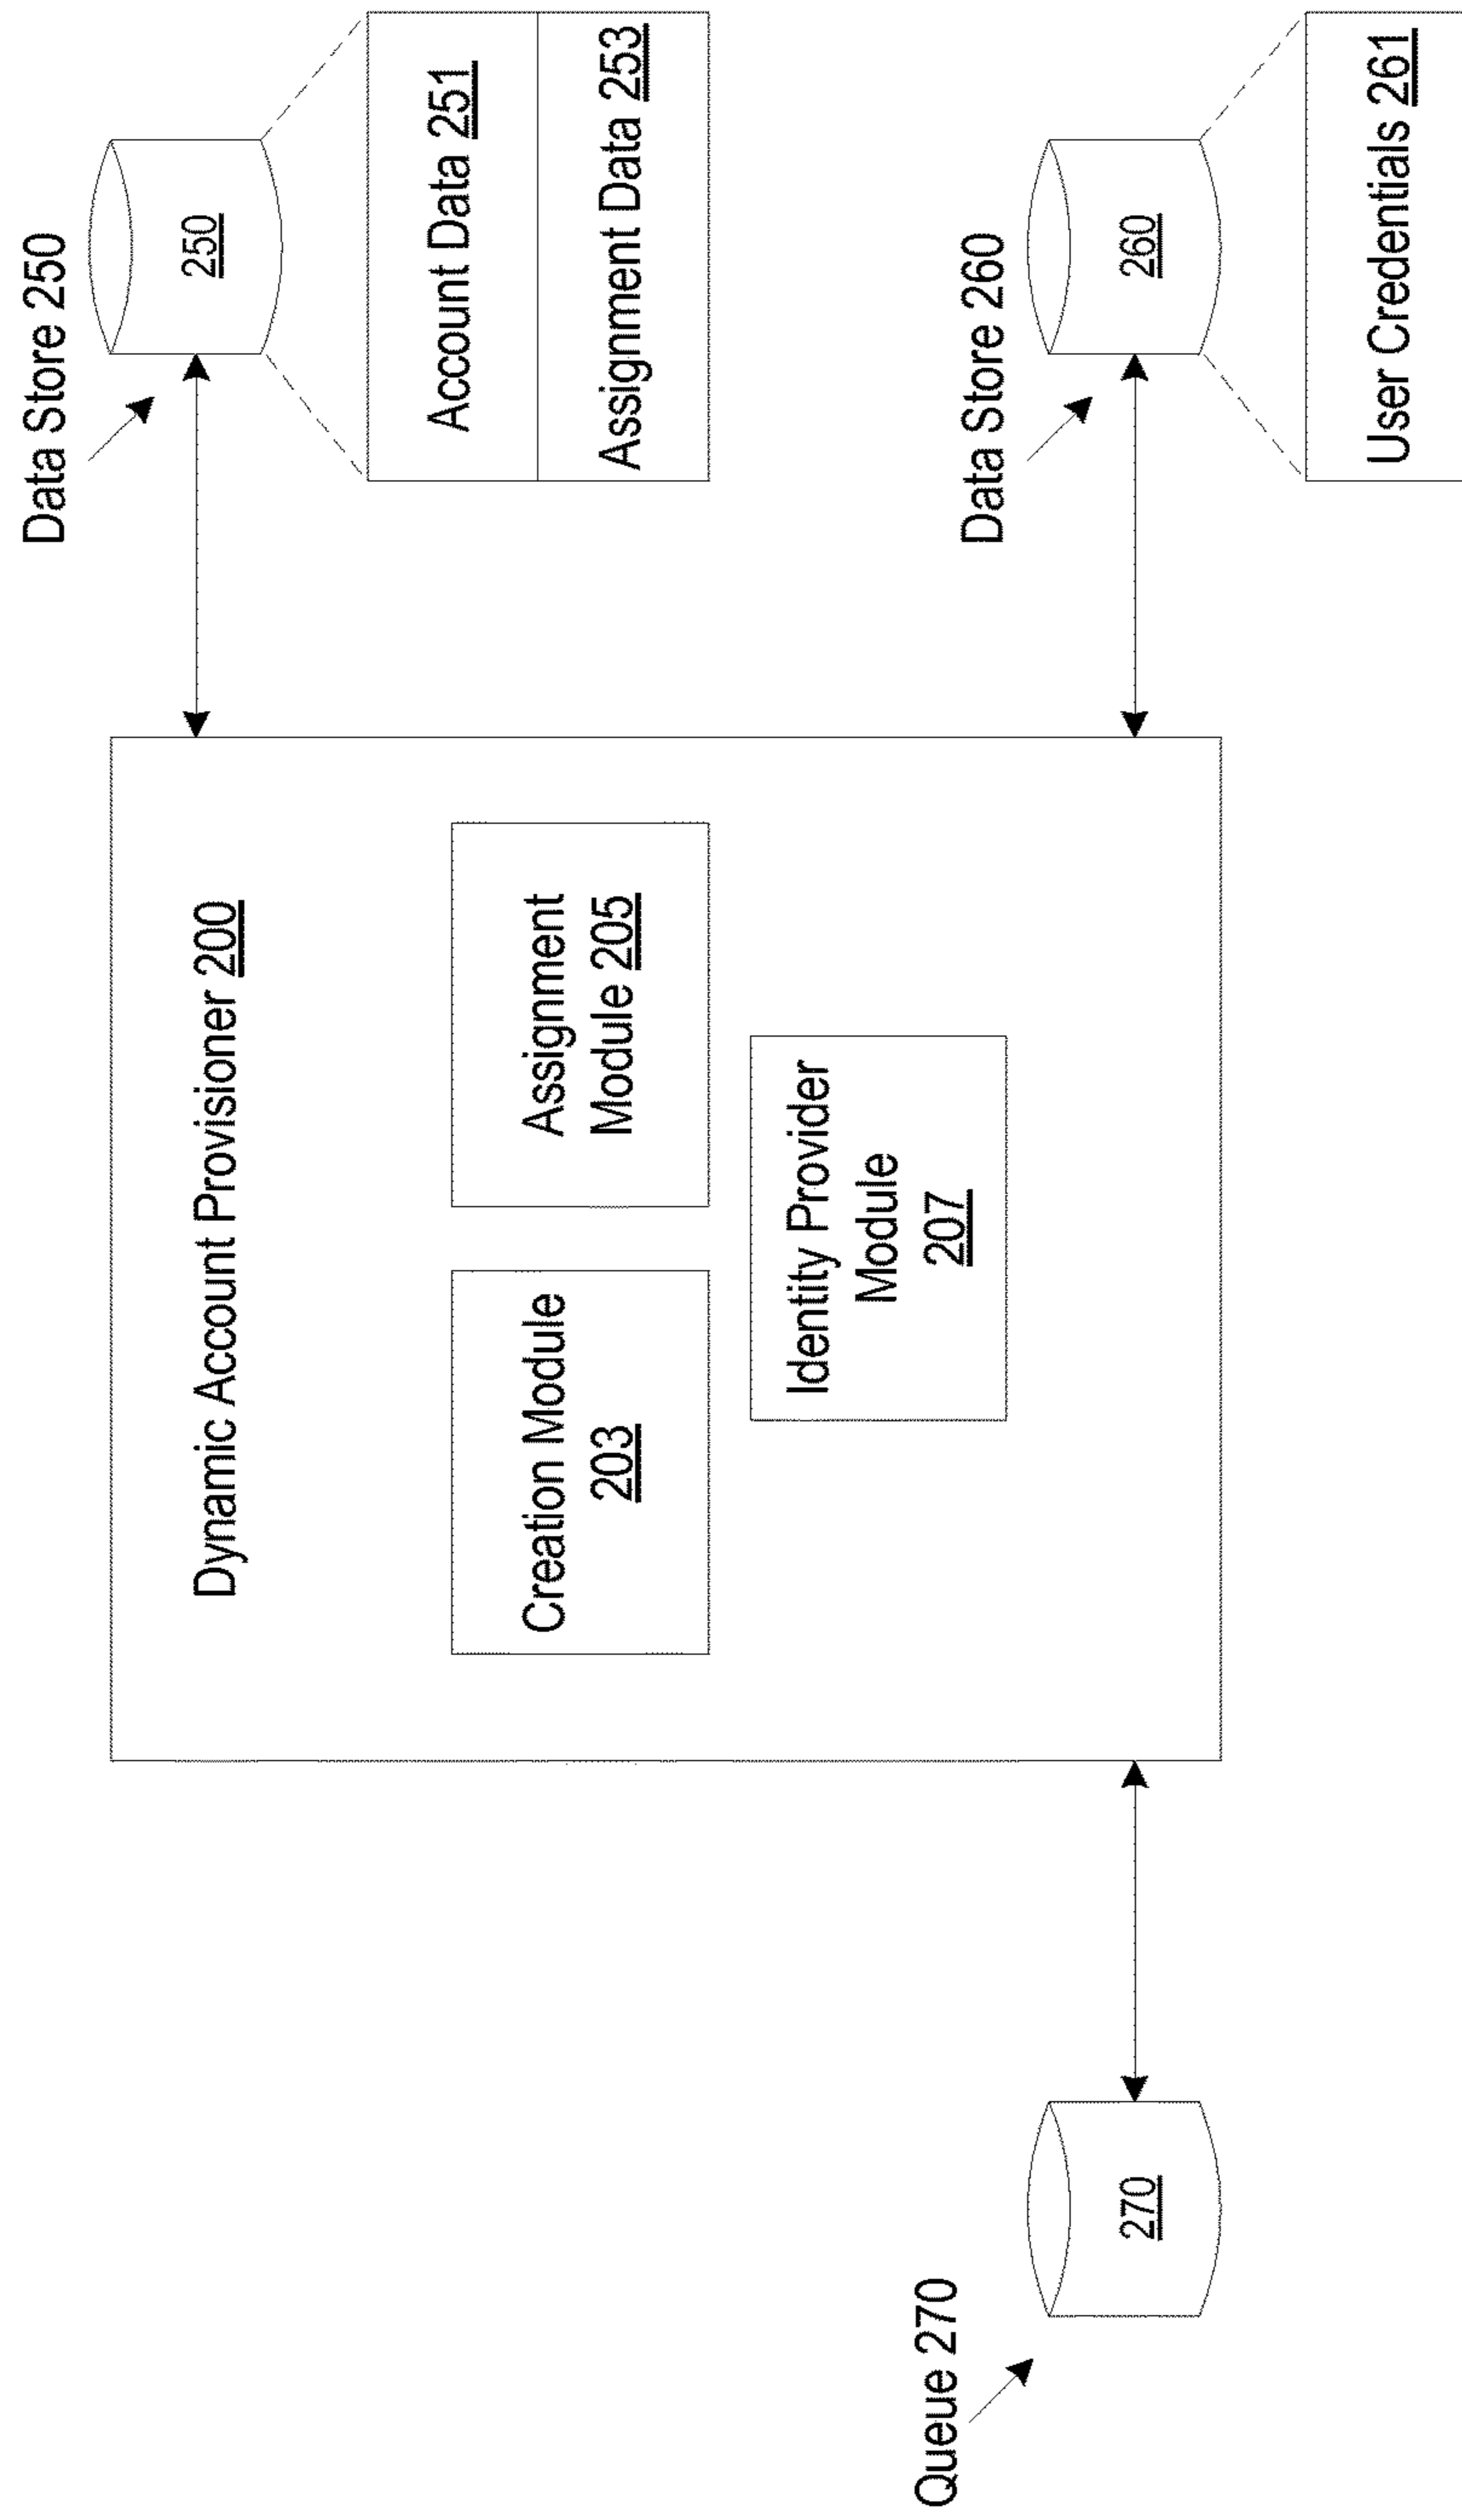 Dynamic Account Provisioner 200
Creation Module
203
Assignment
Module 205
Identity Provider
Module
207
Data Store 250
250
Account Data 251
Assignment Data 253
Queue 270
270
Data Store 260
260
User Credentials 261